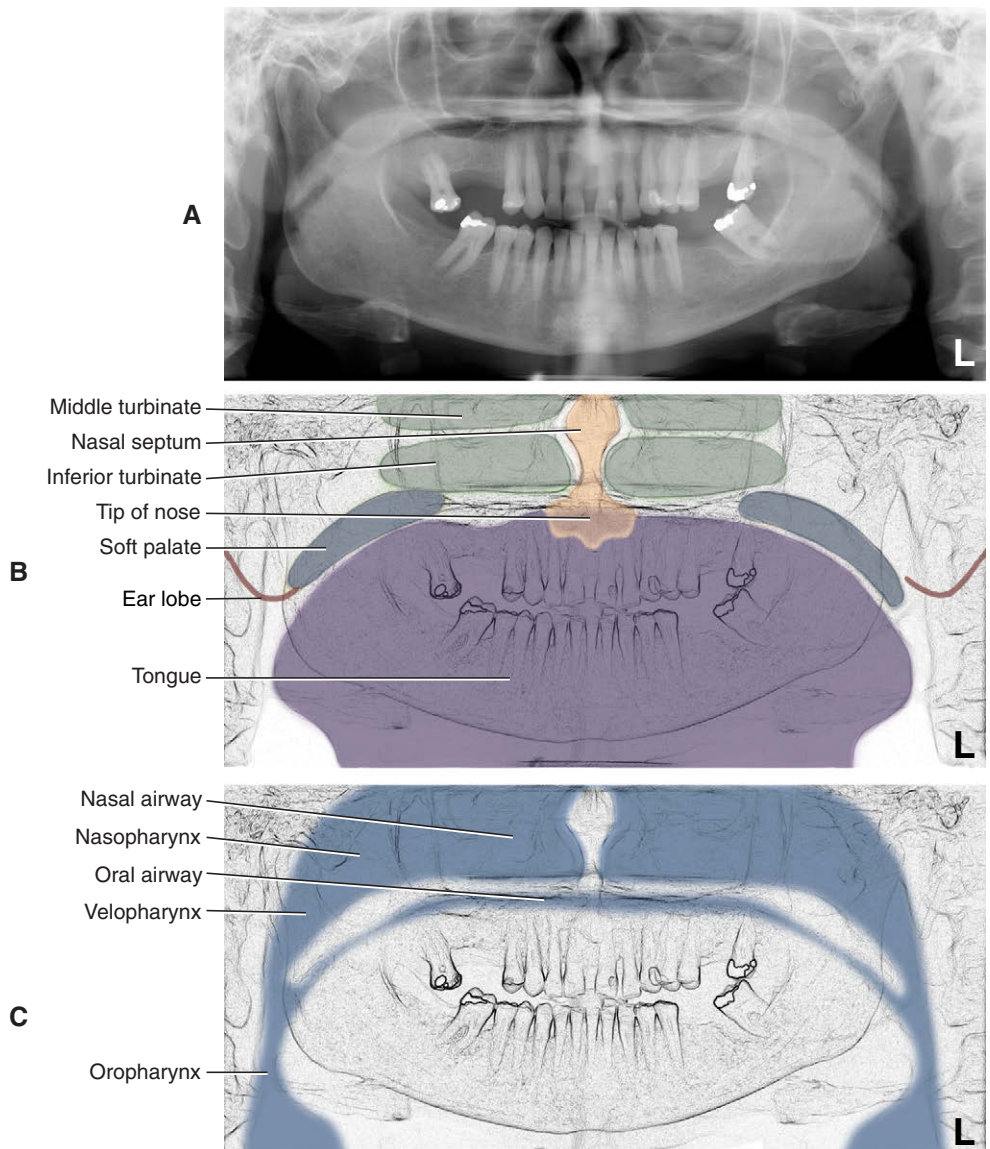 A
L
Middle turbinate
Nasal septum
Inferior turbinate
Tip of nose
Soft palate
B
Ear lobe
Tongue
L
Nasal airway
Nasopharynx
Oral airway
Velopharynx
C
Oropharynx
L